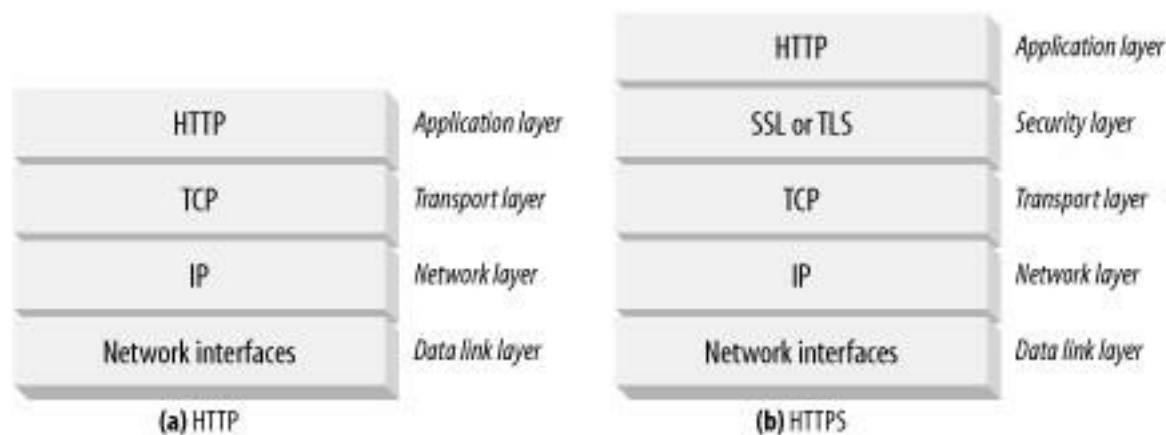 HTTP Application layer
HTTP Application layer SSL or TLS Security layer
TCP Transport layer TCP Transport layer
IP Network layer IP Network layer
Network interfaces Data link layer Network interfaces Data link layer
(a) HTTP (b) HTTPS